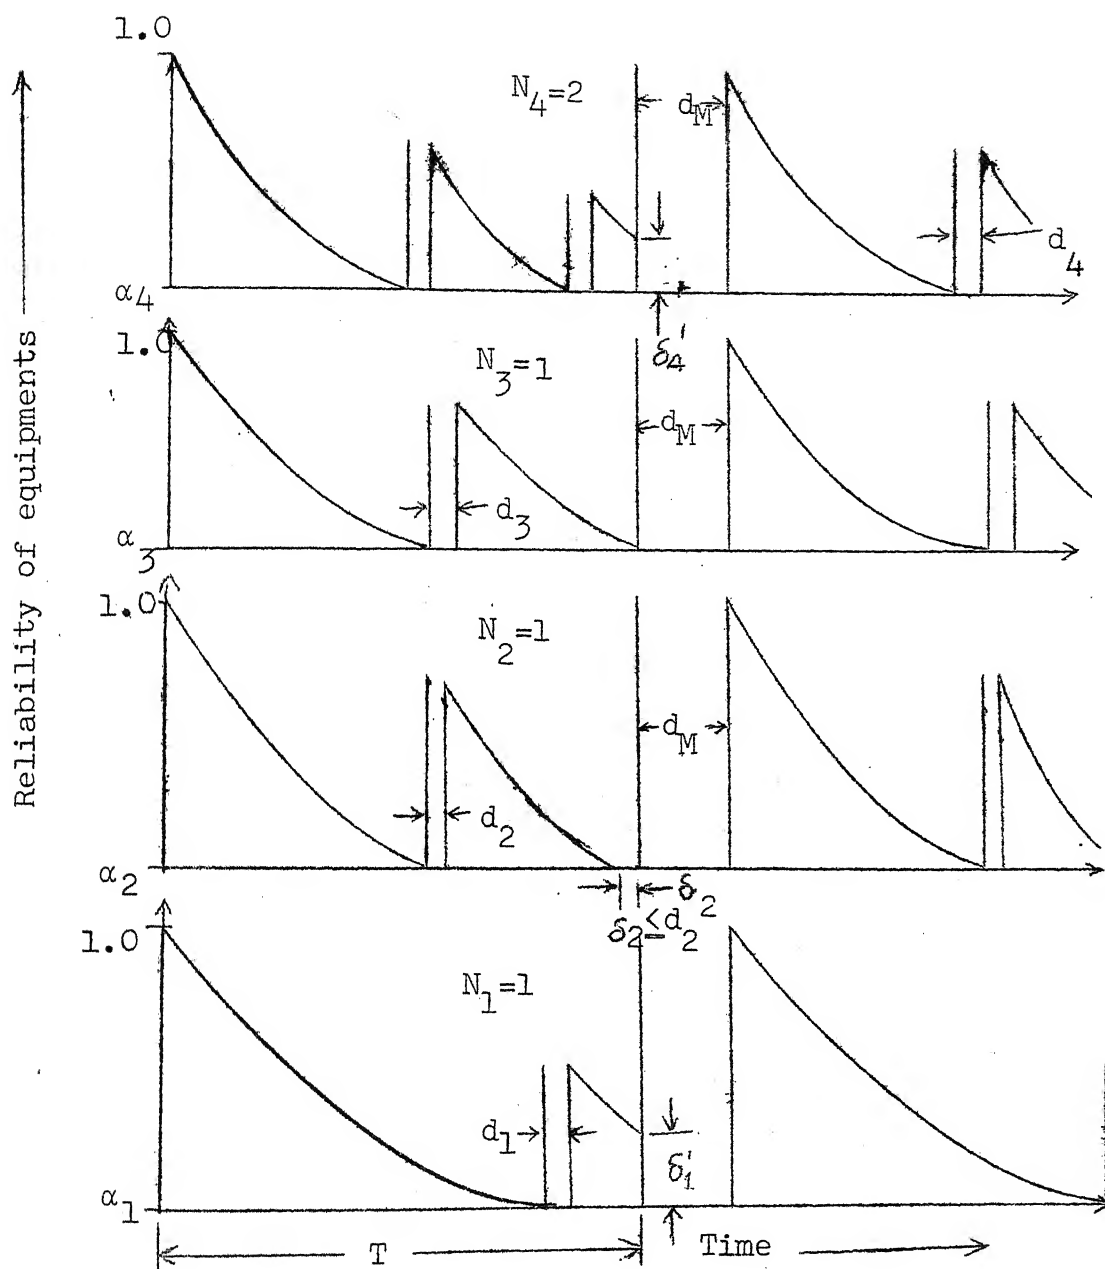 Reliability of equipments
1.0
N4=2
dM
d4
α4
δ4'
1.0
N3=1
dM
d3
α3
1.0
N2=1
dM
d2
α2
δ2
δ2≤d2
1.0
N1=1
d1
δ1'
α1
T
Time